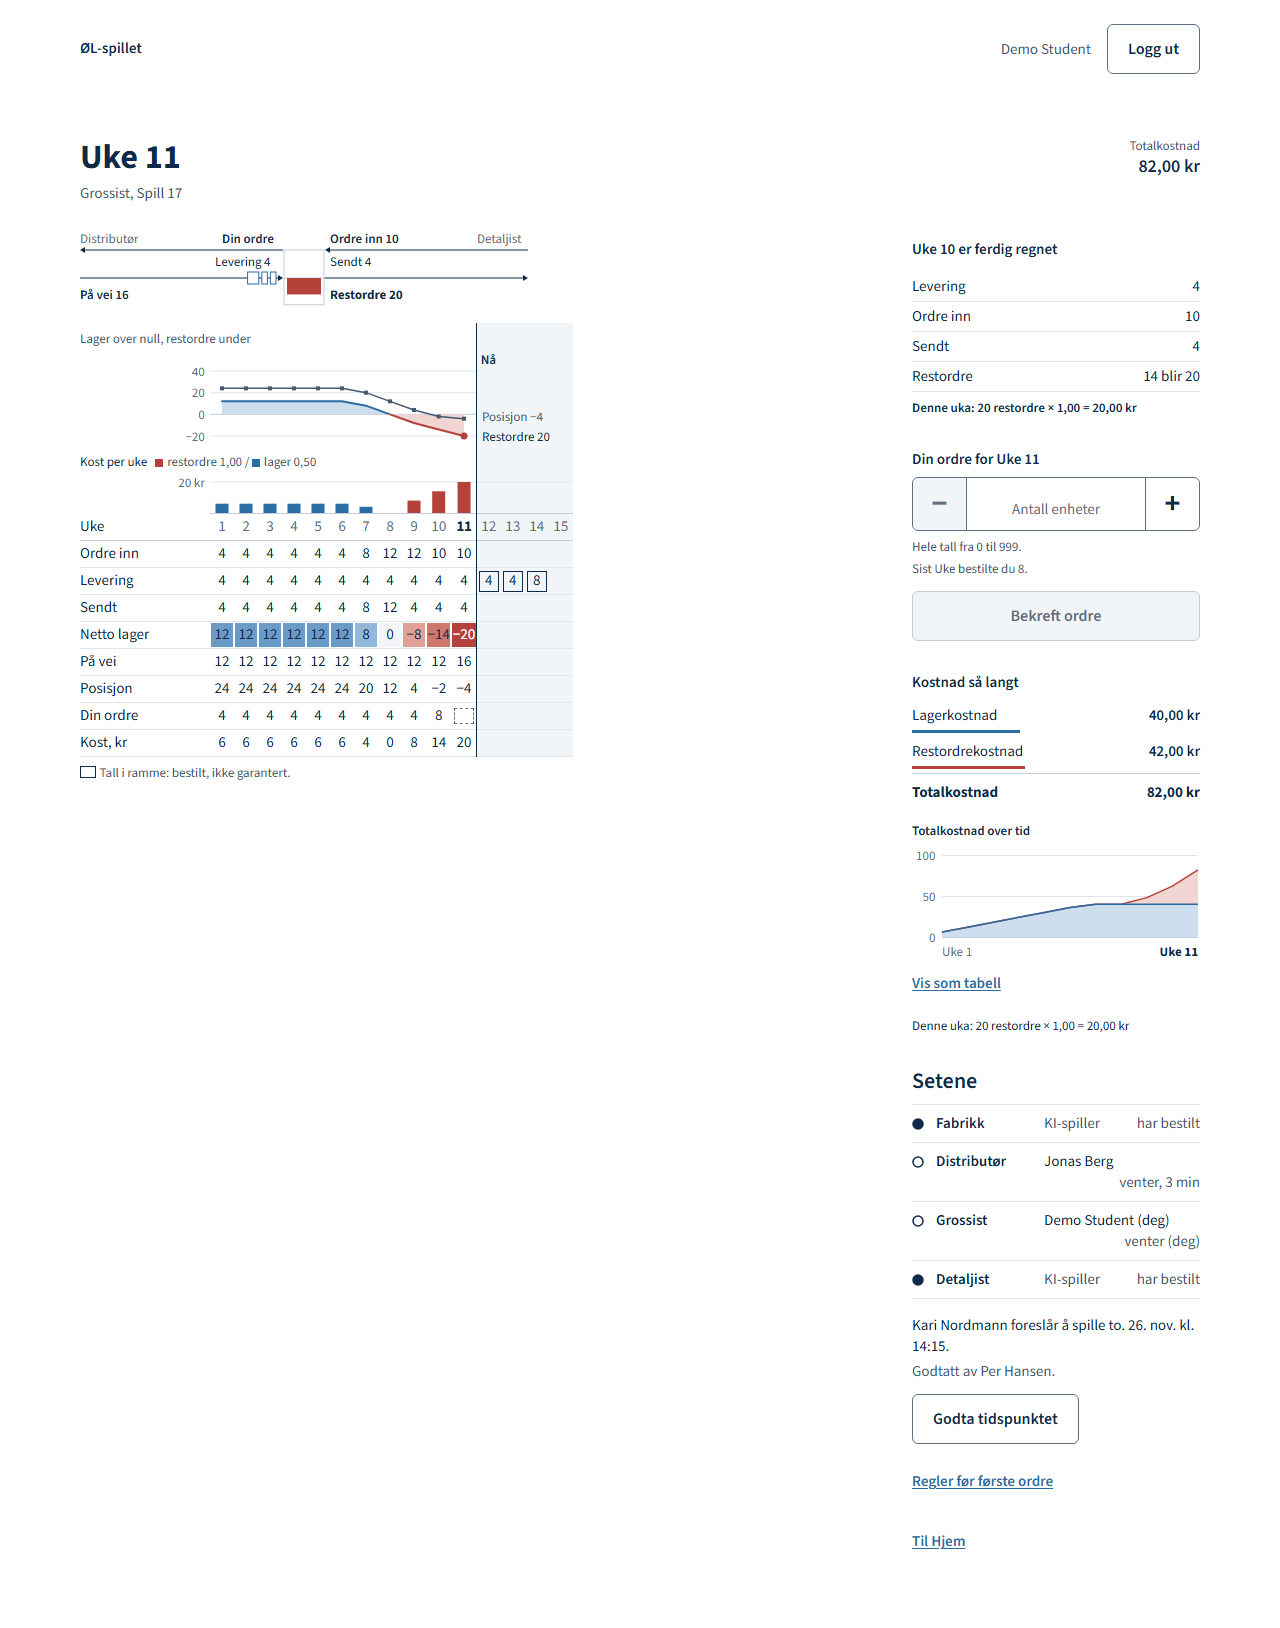 ØL-spillet
Demo Student
Logg ut
Uke 11
Grossist, Spill 17
Totalkostnad
82,00 kr
Distributør
Din ordre
Ordre inn 10
Detaljist
Levering 4
Sendt 4
På vei 16
Restordre 20
Lager over null, restordre under
Nå
40
20
0
−20
Posisjon −4
Restordre 20
Kost per uke restordre 1,00 / lager 0,50
20 kr
Uke 1 2 3 4 5 6 7 8 9 10 11 12 13 14 15
Ordre inn 4 4 4 4 4 4 8 12 12 10 10
Levering 4 4 4 4 4 4 4 4 4 4 4 4 4 8
Sendt 4 4 4 4 4 4 8 12 4 4 4
Netto lager 12 12 12 12 12 12 8 0 −8 −14 −20
På vei 12 12 12 12 12 12 12 12 12 12 16
Posisjon 24 24 24 24 24 24 20 12 4 −2 −4
Din ordre 4 4 4 4 4 4 4 4 4 8
Kost, kr 6 6 6 6 6 6 4 0 8 14 20
Tall i ramme: bestilt, ikke garantert.
Uke 10 er ferdig regnet
Levering 4
Ordre inn 10
Sendt 4
Restordre 14 blir 20
Denne uka: 20 restordre × 1,00 = 20,00 kr
Din ordre for Uke 11
− Antall enheter +
Hele tall fra 0 til 999.
Sist Uke bestilte du 8.
Bekreft ordre
Kostnad så langt
Lagerkostnad 40,00 kr
Restordrekostnad 42,00 kr
Totalkostnad 82,00 kr
Totalkostnad over tid
100
50
0
Uke 1 Uke 11
Vis som tabell
Denne uka: 20 restordre × 1,00 = 20,00 kr
Setene
Fabrikk KI-spiller har bestilt
Distributør Jonas Berg
venter, 3 min
Grossist Demo Student (deg)
venter (deg)
Detaljist KI-spiller har bestilt
Kari Nordmann foreslår å spille to. 26. nov. kl.
14:15.
Godtatt av Per Hansen.
Godta tidspunktet
Regler før første ordre
Til Hjem